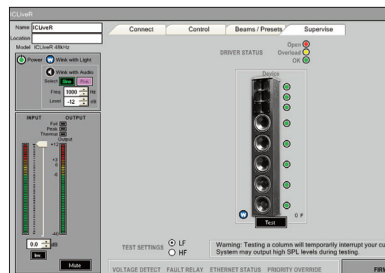 ICLiveR
Name ICLiveR
Location
Model ICLiveR 48kHz
Power Wink with Light
Wink with Audio
Select Sine Pink
Freq 1000 Hz
Level -12 dB
INPUT OUTPUT
Full
Peak
Thermal
Output
+12
0.0 dB
Inv
Mute
Connect Control Beams / Presets Supervise
DRIVER STATUS
Open
Overload
OK
Device
Test
0 F
TEST SETTINGS LF
HF
Warning: Testing a column will temporarily interrupt your
System may output high SPL levels during testing.
VOLTAGE DETECT FAULT RELAY ETHERNET STATUS PRIORITY OVERRIDE